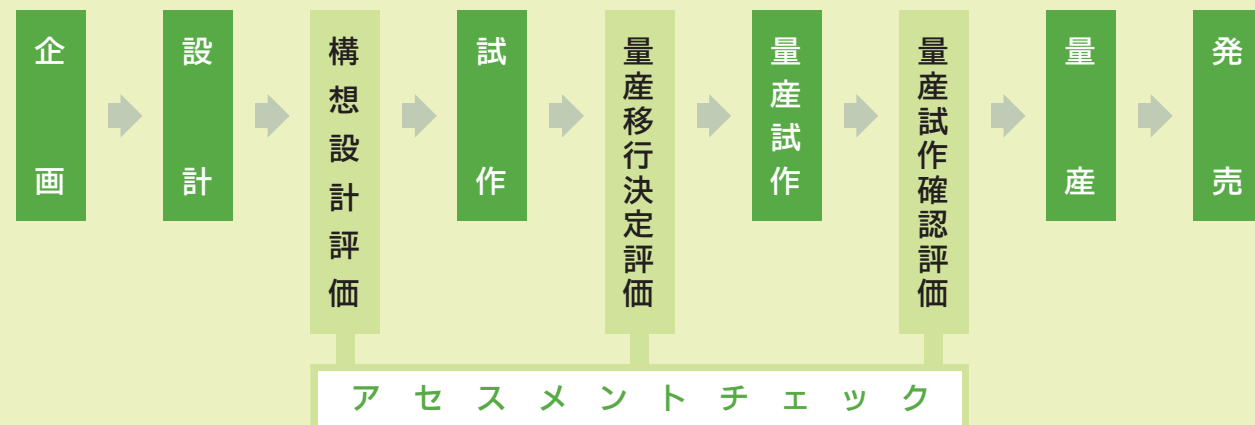 企画
設計
構想設計評価
試作
量産移行決定評価
量産試作
量産試作確認評価
量産
発売
アセスメントチェック